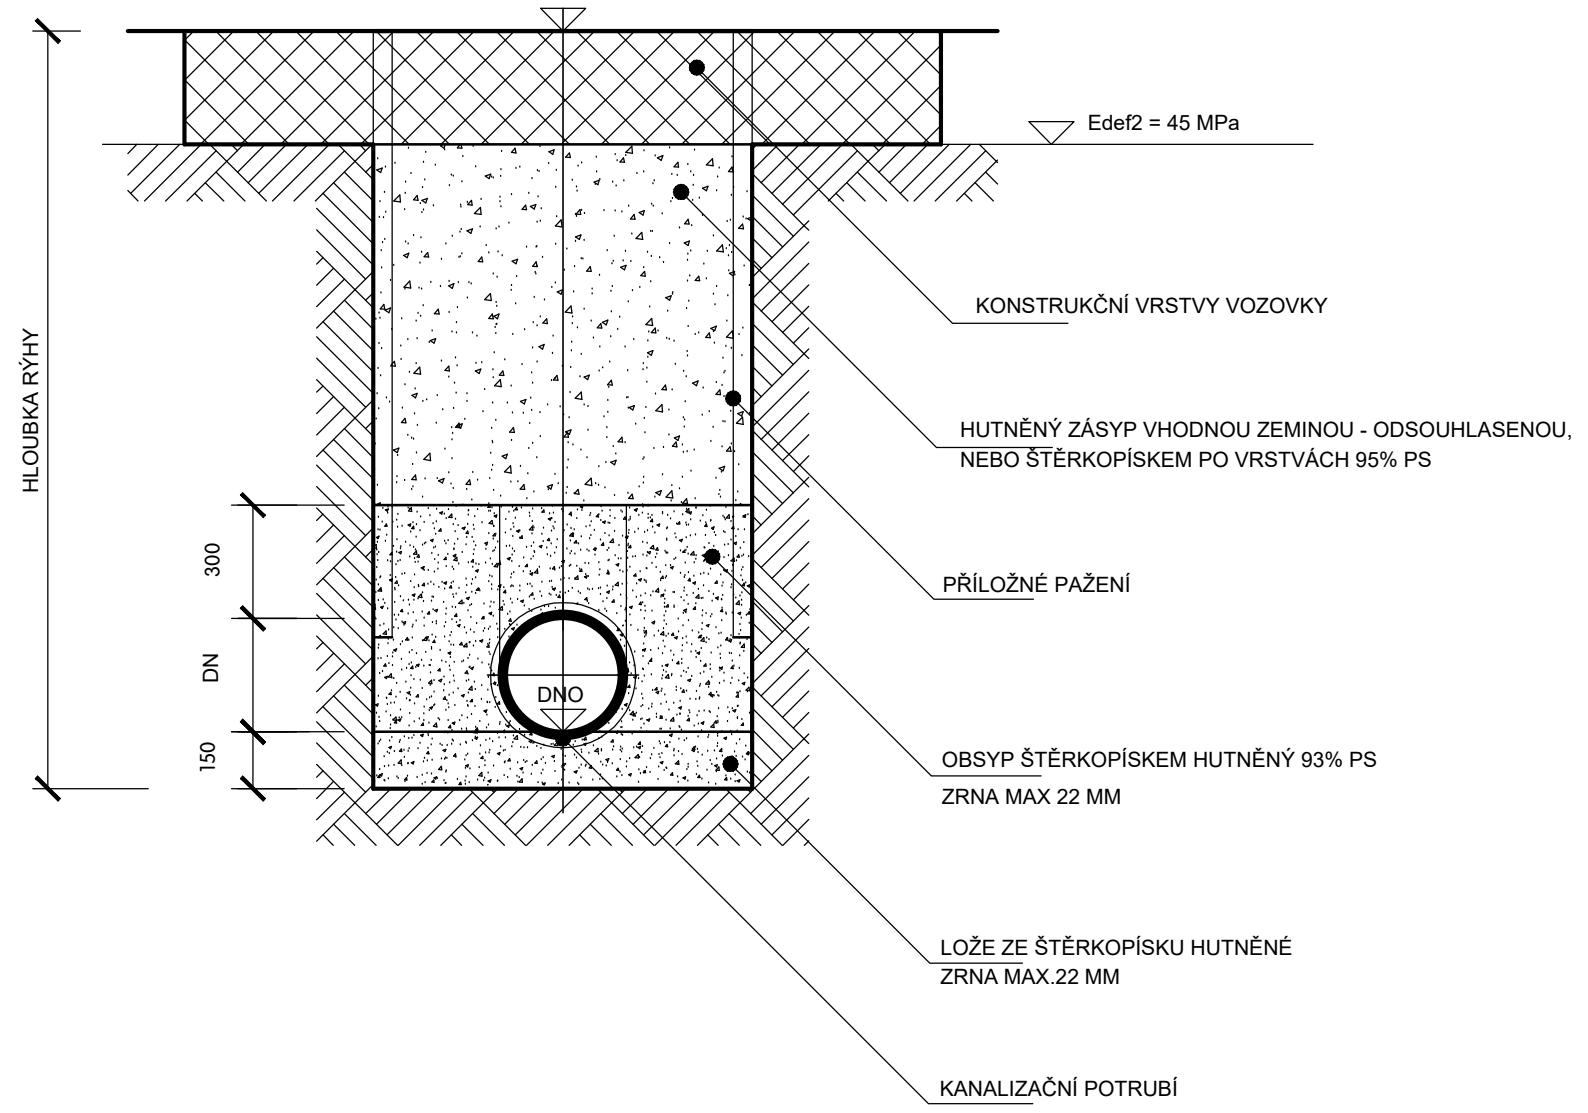 Edef2 = 45 MPa
KONSTRUKČNÍ VRSTVY VOZOVKY
HLOUBKA RÝHY
HUTNĚNÝ ZÁSYP VHODNOU ZEMINOU - ODSOUHLASENOU,
NEBO ŠTĚRKOPÍSKEM PO VRSTVÁCH 95% PS
300
PŘÍLOŽNÉ PAŽENÍ
DN
DNO
150
OBSYP ŠTĚRKOPÍSKEM HUTNĚNÝ 93% PS
ZRNA MAX 22 MM
LOŽE ZE ŠTĚRKOPÍSKU HUTNĚNÉ
ZRNA MAX.22 MM
KANALIZAČNÍ POTRUBÍ